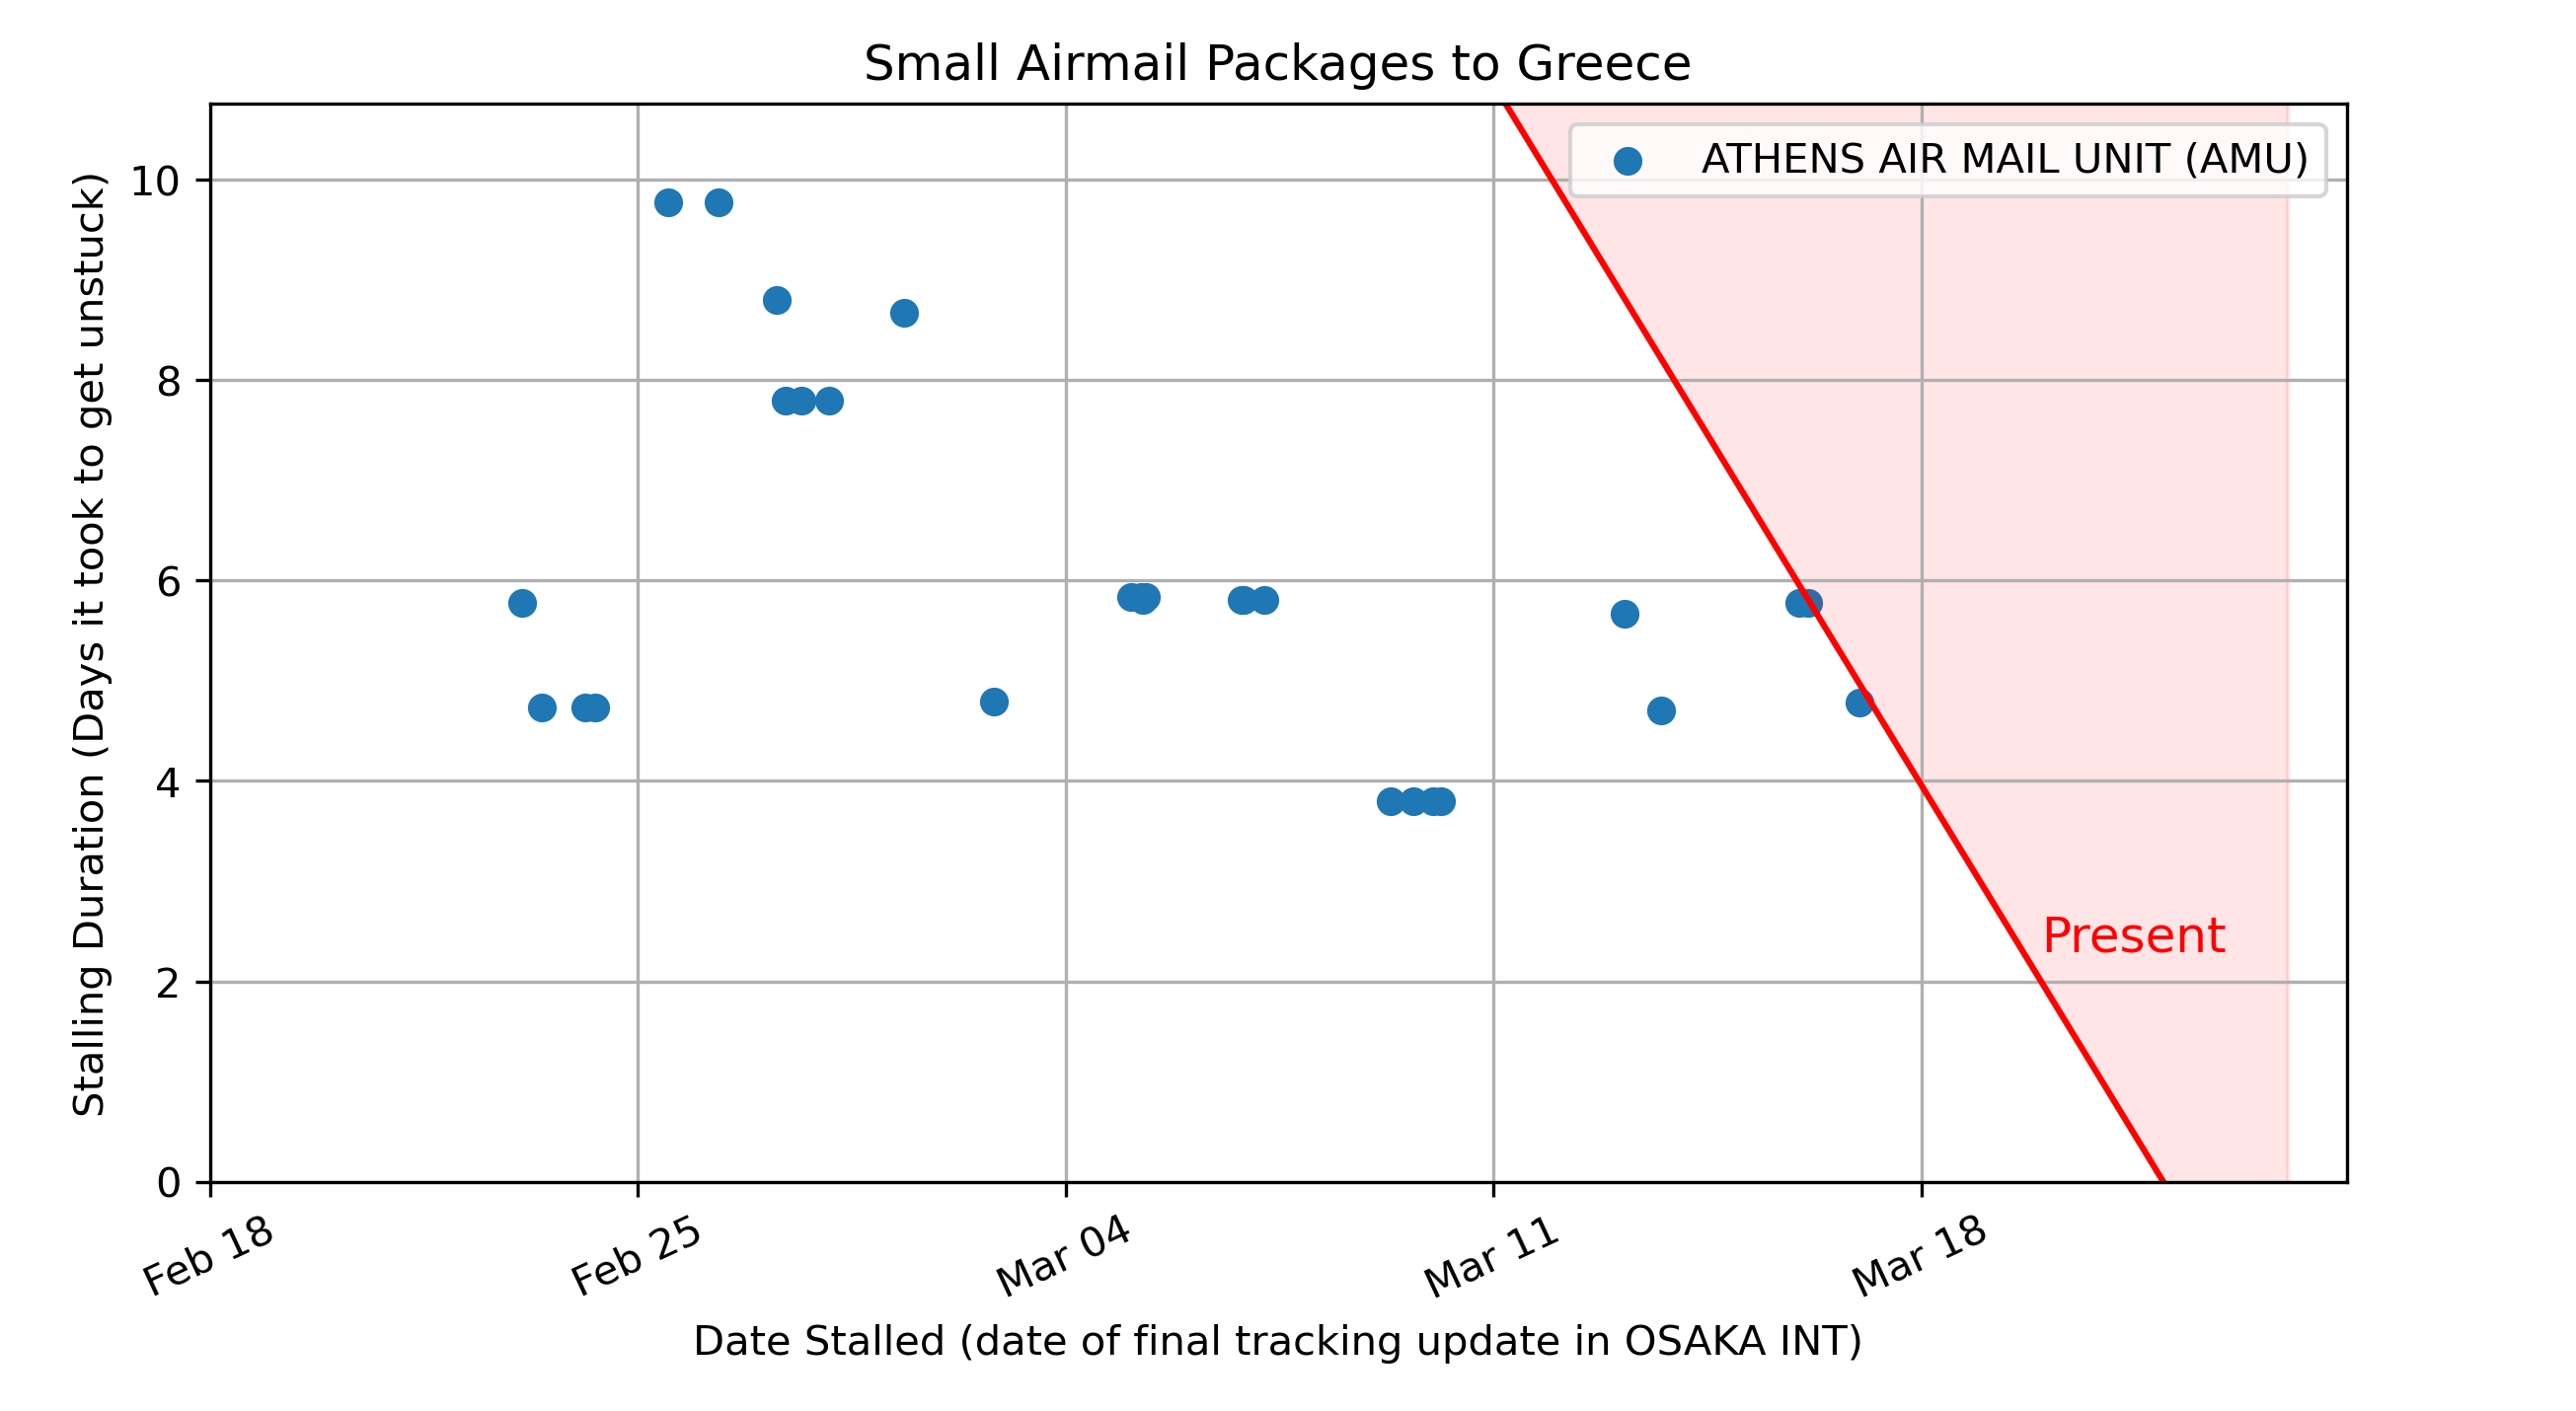 Small Airmail Packages to Greece
ATHENS AIR MAIL UNIT (AMU)
Stalling Duration (Days it took to get unstuck)
10
8
6
4
2
0
Present
Feb 18
Feb 25
Mar 04
Mar 11
Mar 18
Date Stalled (date of final tracking update in OSAKA INT)